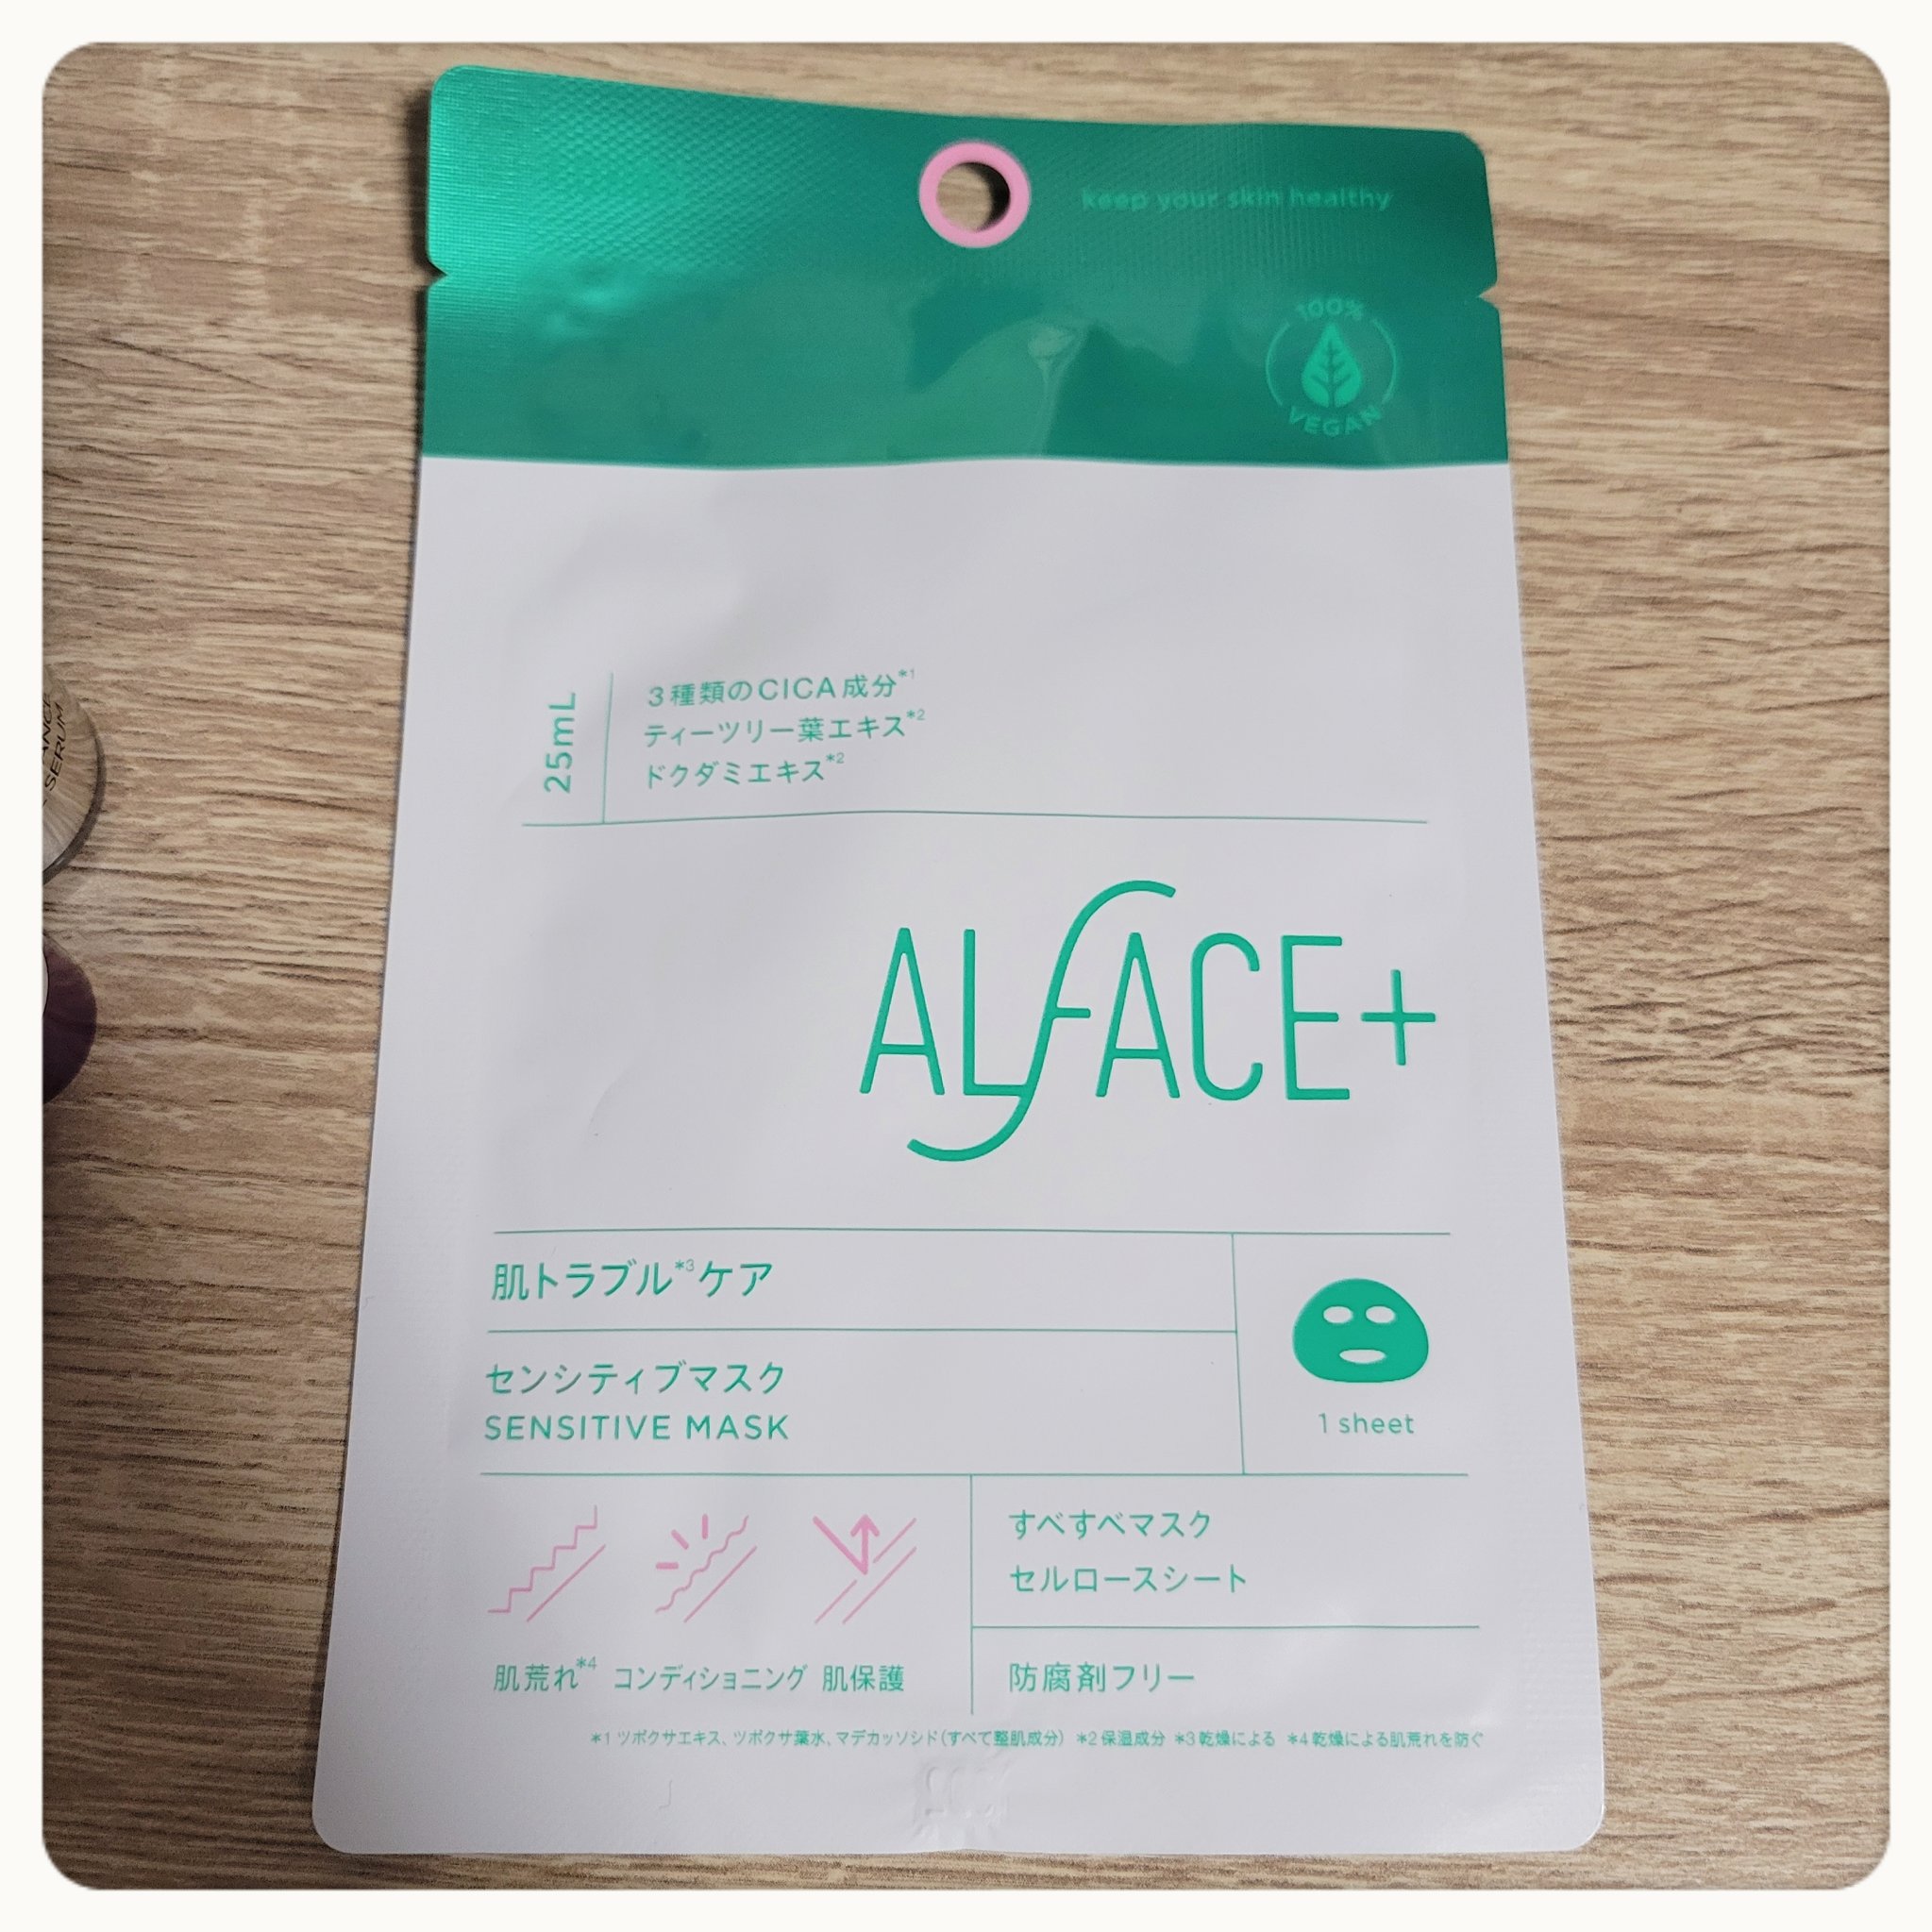 keep your skin healthy
100%
VEGAN
25mL
3種類のCICA成分*1
ティーツリー葉エキス*2
ドクダミエキス*2
ALFACE+
肌トラブル*3ケア
センシティブマスク
SENSITIVE MASK
1 sheet
肌荒れ*4 コンディショニング 肌保護
すべすべマスク
セルロースシート
防腐剤フリー
*1 ツボクサエキス、ツボクサ葉水、マデカッソシド(すべて整肌成分) *2 保湿成分 *3 乾燥による *4 乾燥による肌荒れを防ぐ
SERUM